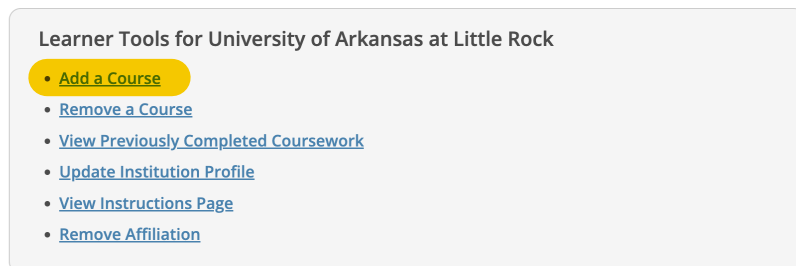 Learner Tools for University of Arkansas at Little Rock
Add a Course
Remove a Course
View Previously Completed Coursework
Update Institution Profile
View Instructions Page
Remove Affiliation